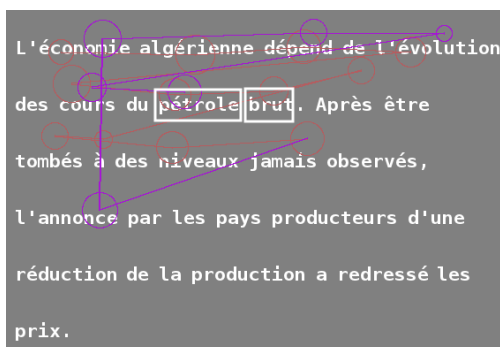 L'économie algérienne dépend de l'évolution
des cours du pétrole brut. Après être
tombés à des niveaux jamais observés,
l'annonce par les pays producteurs d'une
réduction de la production a redressé les
prix.